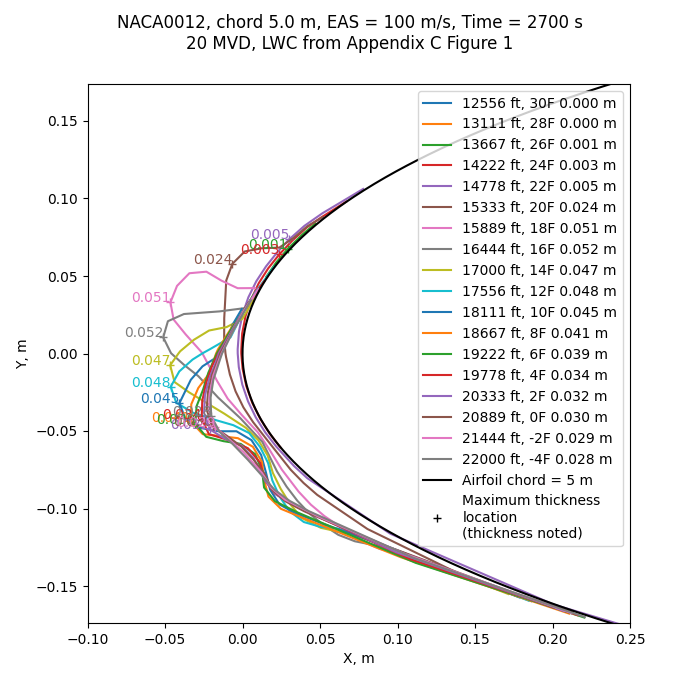 NACA0012, chord 5.0 m, EAS = 100 m/s, Time = 2700 s
20 MVD, LWC from Appendix C Figure 1
0.15
0.10
0.05
0.00
−0.05
−0.10
−0.15
Y, m
−0.10
−0.05
0.00
0.05
0.10
0.15
0.20
0.25
X, m
12556 ft, 30F 0.000 m
13111 ft, 28F 0.000 m
13667 ft, 26F 0.001 m
14222 ft, 24F 0.003 m
14778 ft, 22F 0.005 m
15333 ft, 20F 0.024 m
15889 ft, 18F 0.051 m
16444 ft, 16F 0.052 m
17000 ft, 14F 0.047 m
17556 ft, 12F 0.048 m
18111 ft, 10F 0.045 m
18667 ft, 8F 0.041 m
19222 ft, 6F 0.039 m
19778 ft, 4F 0.034 m
20333 ft, 2F 0.032 m
20889 ft, 0F 0.030 m
21444 ft, -2F 0.029 m
22000 ft, -4F 0.028 m
Airfoil chord = 5 m
Maximum thickness
location
(thickness noted)
0.005
0.024
0.051
0.052
0.047
0.048
0.045